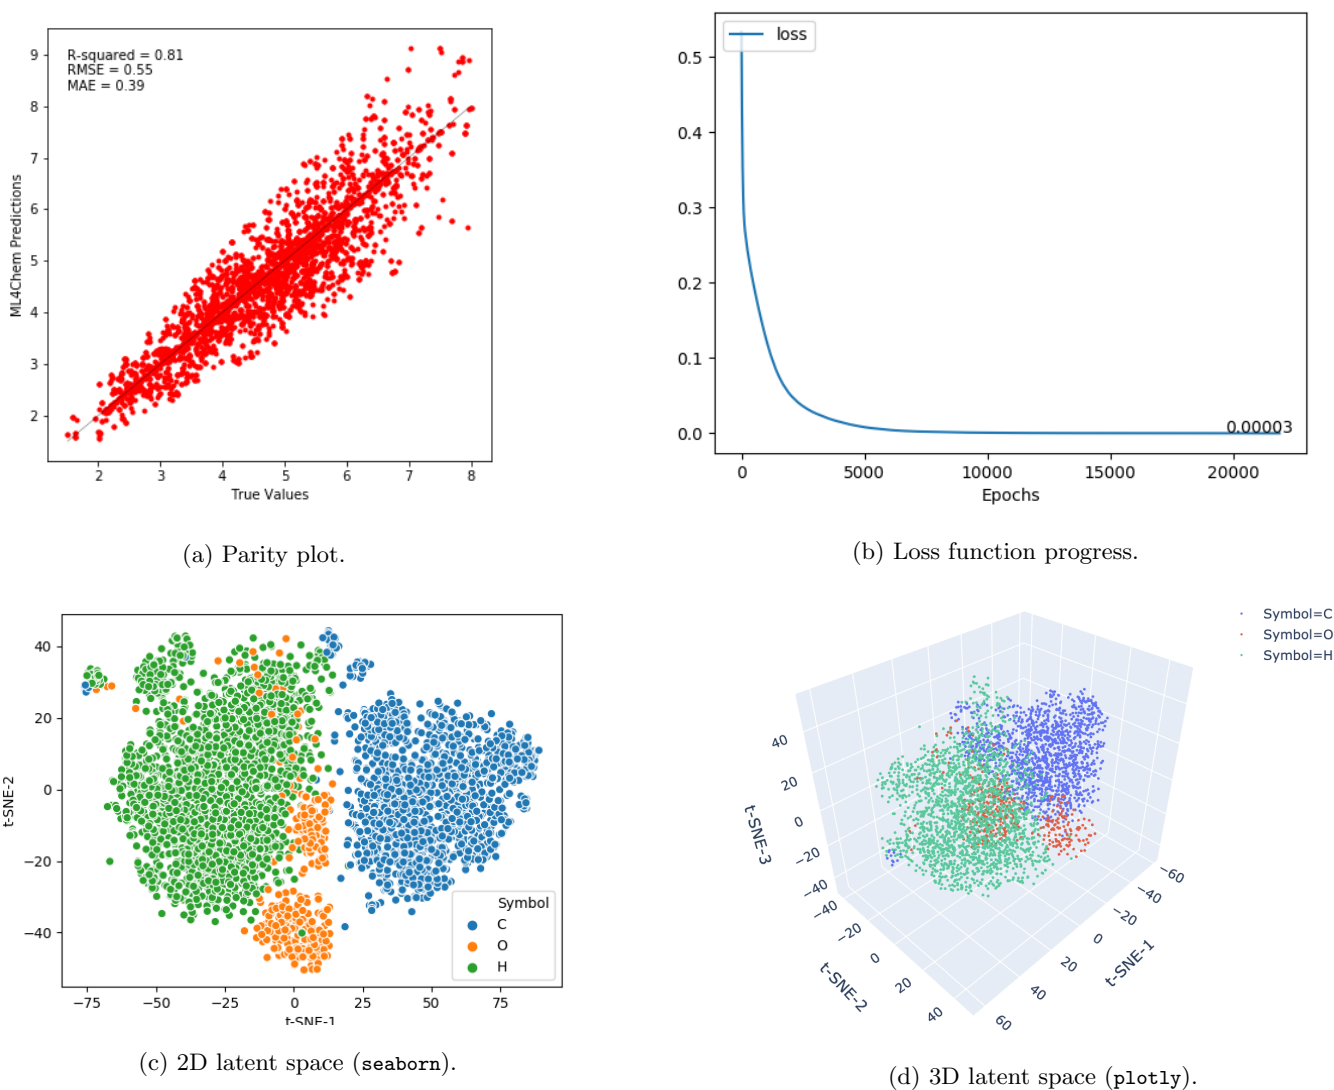 R-squared = 0.81
RMSE = 0.55
MAE = 0.39
9
8
7
6
5
4
3
2
ML4Chem Predictions
2 3 4 5 6 7 8
True Values
(a) Parity plot.
loss
0.5
0.4
0.3
0.2
0.1
0.0
0.00003
0 5000 10000 15000 20000
Epochs
(b) Loss function progress.
40
20
0
−20
−40
t-SNE-2
Symbol
C
O
H
−75 −50 −25 0 25 50 75
t-SNE-1
(c) 2D latent space (seaborn).
Symbol=C
Symbol=O
Symbol=H
40
20
0
−20
−40
t-SNE-3
−40
−20
0
20
40
t-SNE-2
−60
−40
−20
0
20
40
60
t-SNE-1
(d) 3D latent space (plotly).